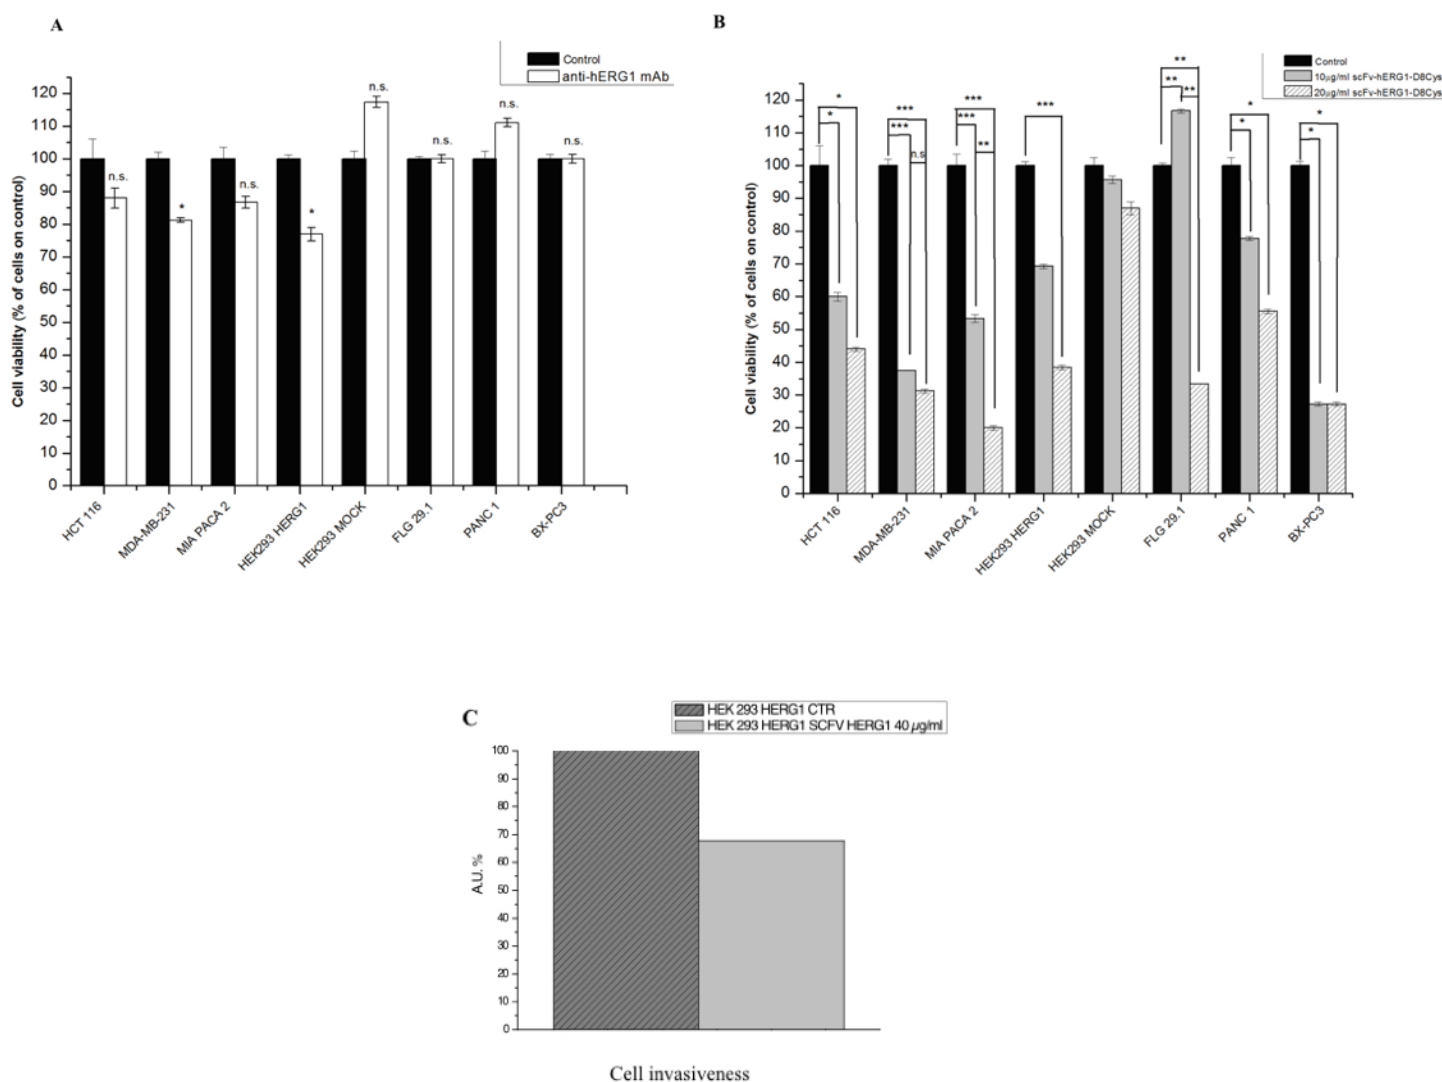 A
Control
anti-hERG1 mAb
Cell viability (% of cells on control)
120
110
100
90
80
70
60
50
40
30
20
10
0
n.s.
*
n.s.
*
n.s.
n.s.
n.s.
n.s.
HCT 116
MDA-MB-231
MIA PACA 2
HEK293 HERG1
HEK293 MOCK
FLG 29.1
PANC 1
BX-PC3
B
Control
10µg/ml scFv-hERG1-D8Cys
20µg/ml scFv-hERG1-D8Cys
Cell viability (% of cells on control)
120
110
100
90
80
70
60
50
40
30
20
10
0
*
*
***
***
n.s
***
***
**
***
**
**
**
*
*
*
*
HCT 116
MDA-MB-231
MIA PACA 2
HEK293 HERG1
HEK293 MOCK
FLG 29.1
PANC 1
BX-PC3
C
HEK 293 HERG1 CTR
HEK 293 HERG1 SCFV HERG1 40 µg/ml
A.U. %
100
90
80
70
60
50
40
30
20
10
0
Cell invasiveness